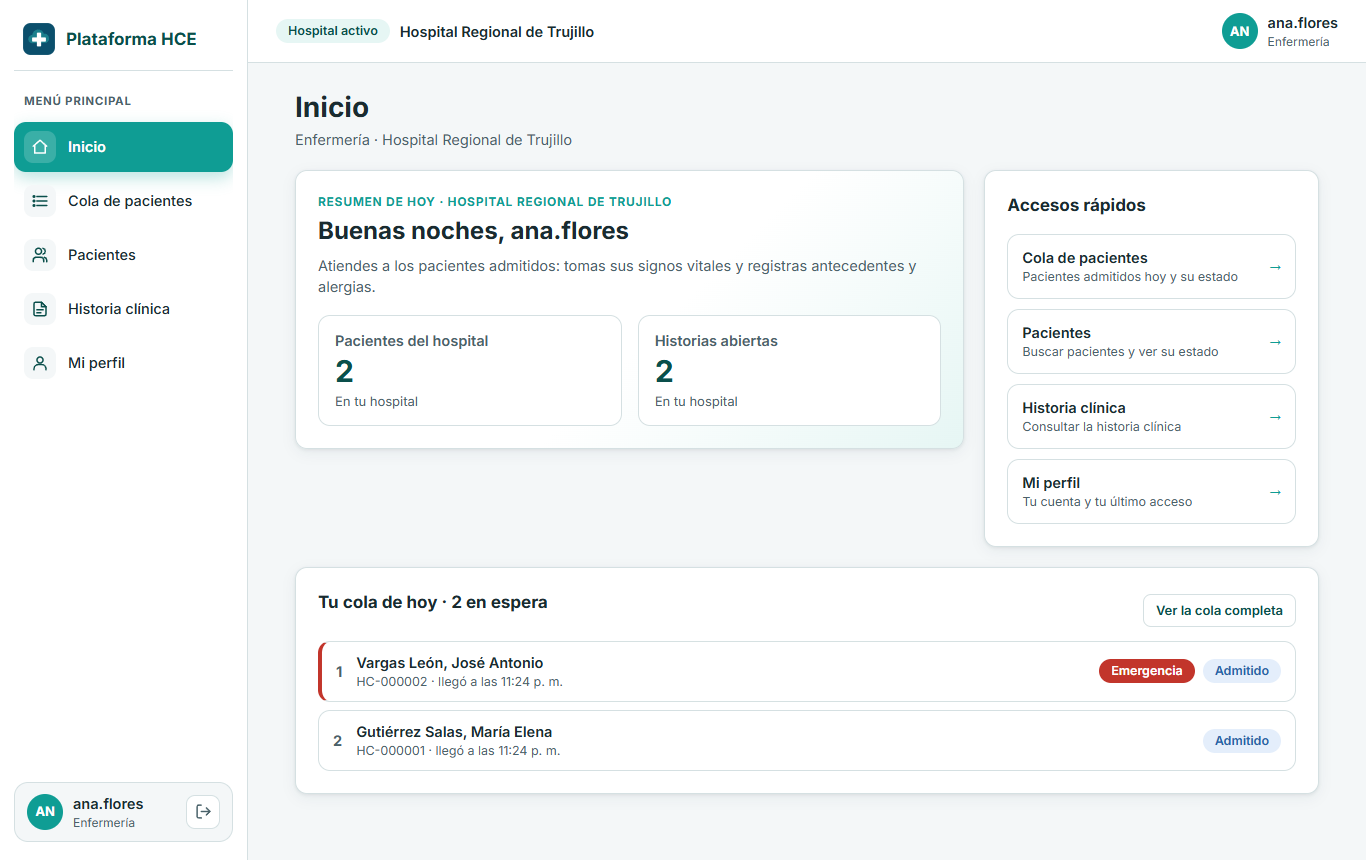 Plataforma HCE
MENÚ PRINCIPAL
Inicio
Cola de pacientes
Pacientes
Historia clínica
Mi perfil
AN
ana.flores
Enfermería
Hospital activo
Hospital Regional de Trujillo
AN
ana.flores
Enfermería
Inicio
Enfermería · Hospital Regional de Trujillo
RESUMEN DE HOY · HOSPITAL REGIONAL DE TRUJILLO
Buenas noches, ana.flores
Atiendes a los pacientes admitidos: tomas sus signos vitales y registras antecedentes y
alergias.
Pacientes del hospital
2
En tu hospital
Historias abiertas
2
En tu hospital
Accesos rápidos
Cola de pacientes
Pacientes admitidos hoy y su estado
→
Pacientes
Buscar pacientes y ver su estado
→
Historia clínica
Consultar la historia clínica
→
Mi perfil
Tu cuenta y tu último acceso
→
Tu cola de hoy · 2 en espera
Ver la cola completa
1
Vargas León, José Antonio
HC-000002 · llegó a las 11:24 p. m.
Emergencia
Admitido
2
Gutiérrez Salas, María Elena
HC-000001 · llegó a las 11:24 p. m.
Admitido